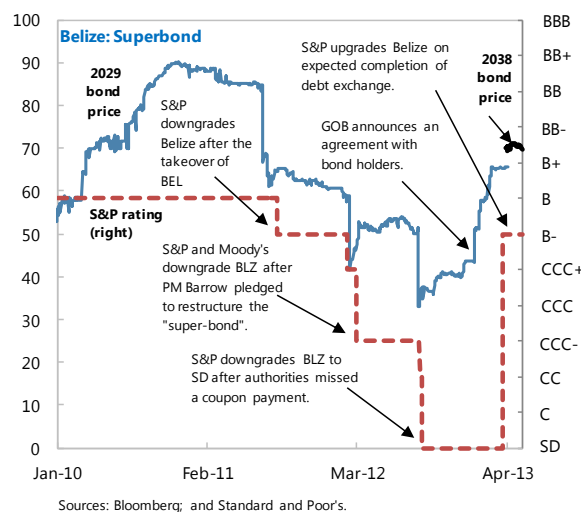 Belize: Superbond
100
90
80
70
60
50
40
30
20
10
0
BBB
BB+
BB
BB-
B+
B
B-
CCC+
CCC
CCC-
CC
C
SD
Jan-10
Feb-11
Mar-12
Apr-13
2029
bond
price
S&P
downgrades
Belize after the
takeover of
BEL
S&P upgrades Belize on
expected completion of
debt exchange.
2038
bond
price
GOB announces an
agreement with
bond holders.
S&P rating
(right)
S&P and Moody's
downgrade BLZ after
PM Barrow pledged
to restructure the
"super-bond".
S&P downgrades BLZ to
SD after authorities missed
a coupon payment.
Sources: Bloomberg; and Standard and Poor's.